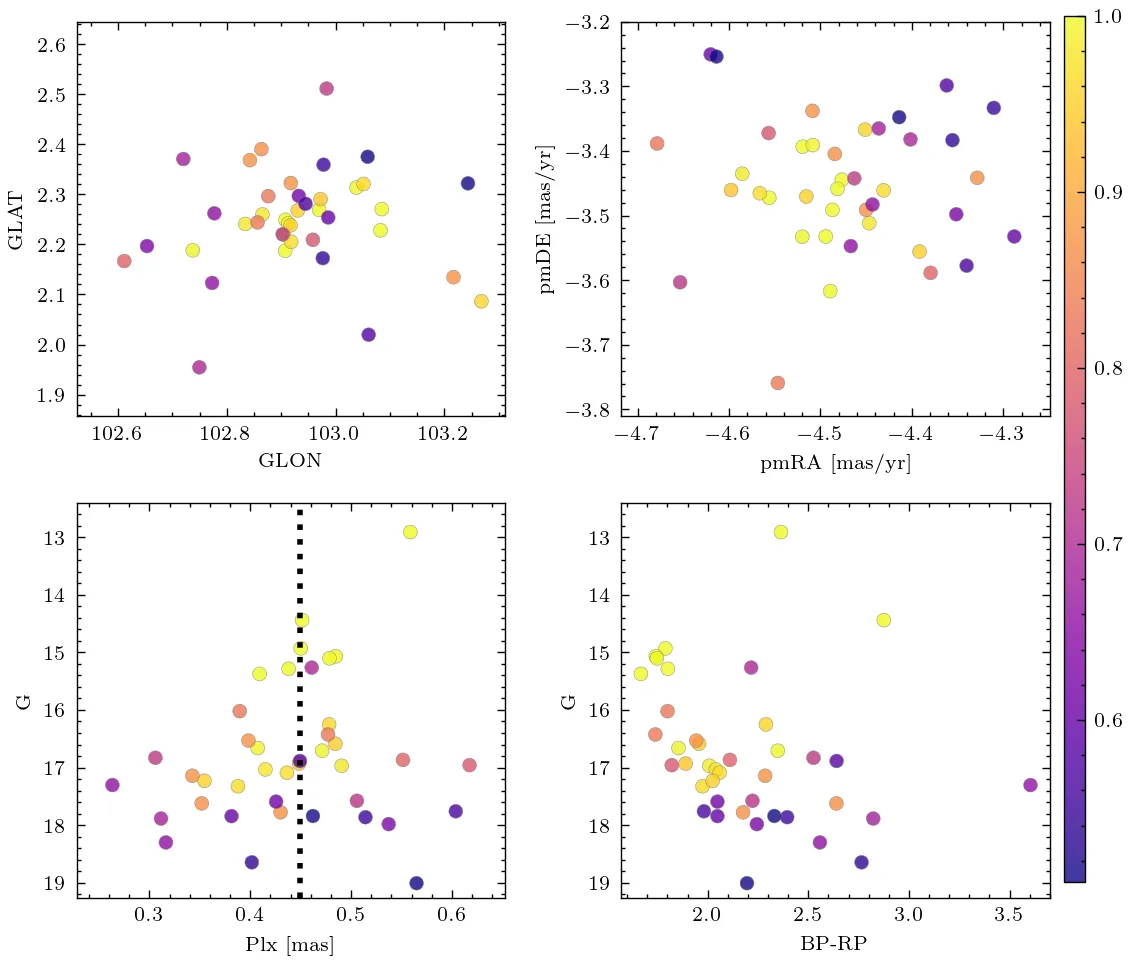 2.6
2.5
2.4
2.3
2.2
2.1
2.0
1.9
GLAT
102.6 102.8 103.0 103.2
GLON
−3.2
−3.3
−3.4
−3.5
−3.6
−3.7
−3.8
pmDE [mas/yr]
−4.7 −4.6 −4.5 −4.4 −4.3
pmRA [mas/yr]
1.0
0.9
0.8
0.7
0.6
13
14
15
16
17
18
19
G
0.3 0.4 0.5 0.6
Plx [mas]
13
14
15
16
17
18
19
G
2.0 2.5 3.0 3.5
BP-RP